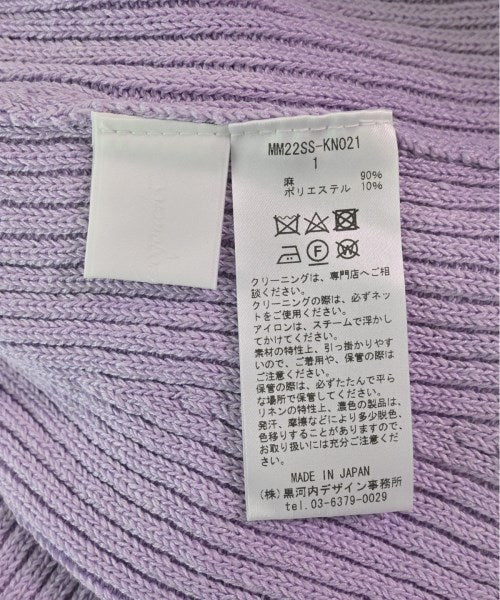 MM22SS-KN021
1
麻 90%
ポリエステル 10%
クリーニングは、専門店へご相
談ください。
クリーニングの際は、必ずネッ
トをご使用ください。
アイロンは、スチームで浮かし
てかけてください。
素材の特性上、引っ掛かりやす
いので、ご着用や、保管の際は
ご注意ください。
保管の際は、必ずたたんで平ら
な場所で保管してください。
リネンの特性上、濃色の製品は、
発汗、摩擦などにより多少脱色、
色移りすることがありますので、
お取り扱いには充分ご注意くだ
さい。
MADE IN JAPAN
(株)黒河内デザイン事務所
tel.03-6379-0029